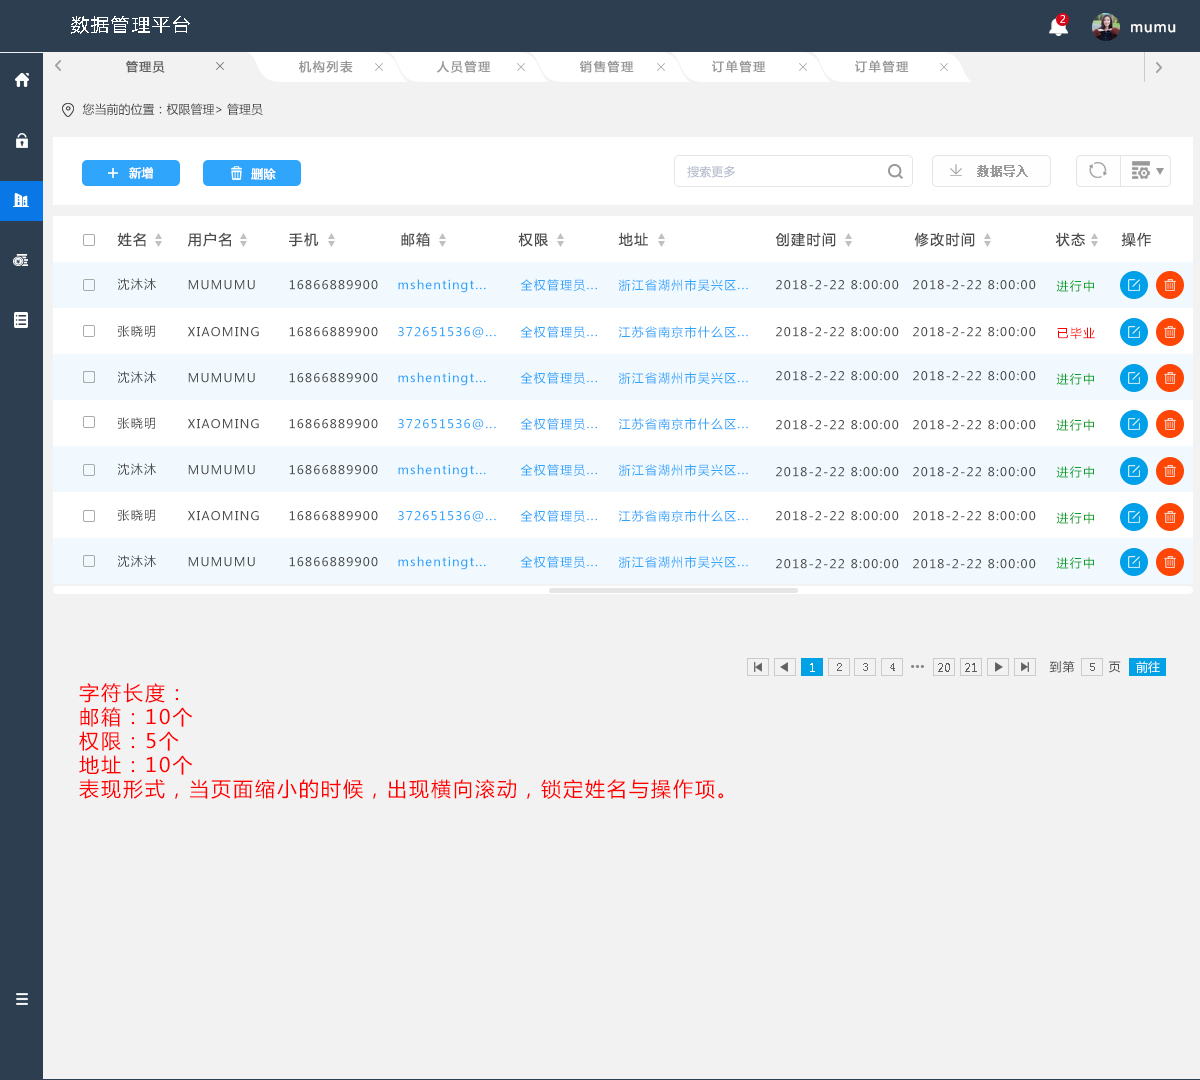 数据管理平台
2
mumu
管理员
机构列表
人员管理
销售管理
订单管理
订单管理
您当前的位置：权限管理> 管理员
+ 新增
删除
搜索更多
数据导入
姓名 用户名 手机 邮箱 权限 地址 创建时间 修改时间 状态 操作
沈沐沐 MUMUMU 16866889900 mshentingt... 全权管理员... 浙江省湖州市吴兴区... 2018-2-22 8:00:00 2018-2-22 8:00:00 进行中
张晓明 XIAOMING 16866889900 372651536@... 全权管理员... 江苏省南京市什么区... 2018-2-22 8:00:00 2018-2-22 8:00:00 已毕业
沈沐沐 MUMUMU 16866889900 mshentingt... 全权管理员... 浙江省湖州市吴兴区... 2018-2-22 8:00:00 2018-2-22 8:00:00 进行中
张晓明 XIAOMING 16866889900 372651536@... 全权管理员... 江苏省南京市什么区... 2018-2-22 8:00:00 2018-2-22 8:00:00 进行中
沈沐沐 MUMUMU 16866889900 mshentingt... 全权管理员... 浙江省湖州市吴兴区... 2018-2-22 8:00:00 2018-2-22 8:00:00 进行中
张晓明 XIAOMING 16866889900 372651536@... 全权管理员... 江苏省南京市什么区... 2018-2-22 8:00:00 2018-2-22 8:00:00 进行中
沈沐沐 MUMUMU 16866889900 mshentingt... 全权管理员... 浙江省湖州市吴兴区... 2018-2-22 8:00:00 2018-2-22 8:00:00 进行中
1 2 3 4 ••• 20 21 到第 5 页 前往
字符长度：
邮箱：10个
权限：5个
地址：10个
表现形式，当页面缩小的时候，出现横向滚动，锁定姓名与操作项。